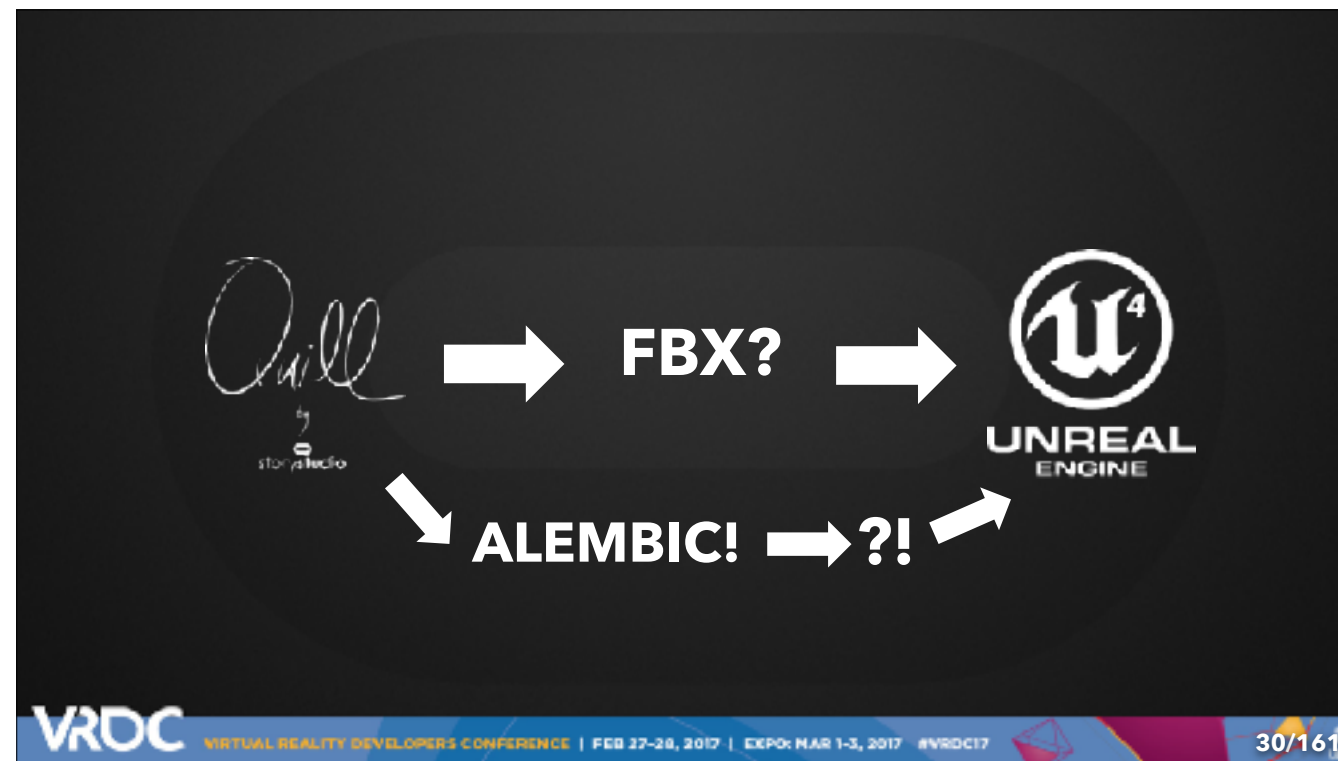 Quill
by
storystudio
FBX?
U 4
UNREAL
ENGINE
ALEMBIC!
?!
VRDC
VIRTUAL REALITY DEVELOPERS CONFERENCE | FEB 27-28, 2017 | EXPO: MAR 1-3, 2017 #VRDC17
30/161